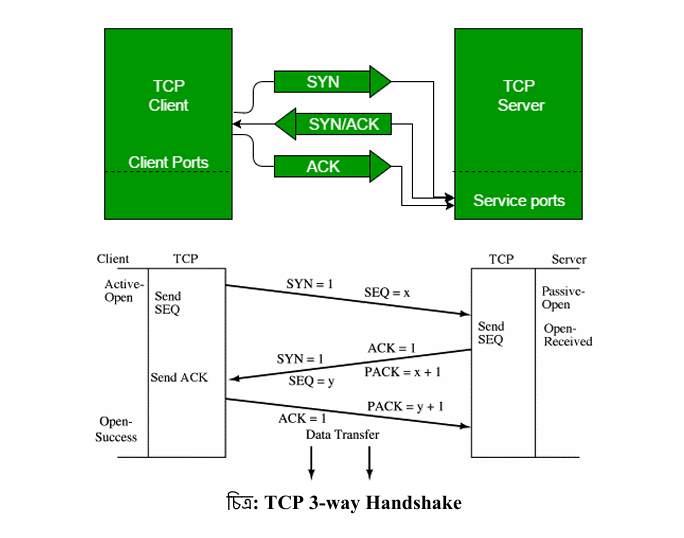 TCP
Client
SYN
TCP
Server
SYN/ACK
Client Ports
ACK
Service ports
Client
TCP
TCP
Server
Active-
Open
Send
SEQ
SYN = 1
SEQ = x
Passive-
Open
Send
SEQ
Open-
Received
ACK = 1
SYN = 1
PACK = x + 1
SEQ = y
Send ACK
PACK = y + 1
ACK = 1
Open-
Success
Data Transfer
চিত্র: TCP 3-way Handshake